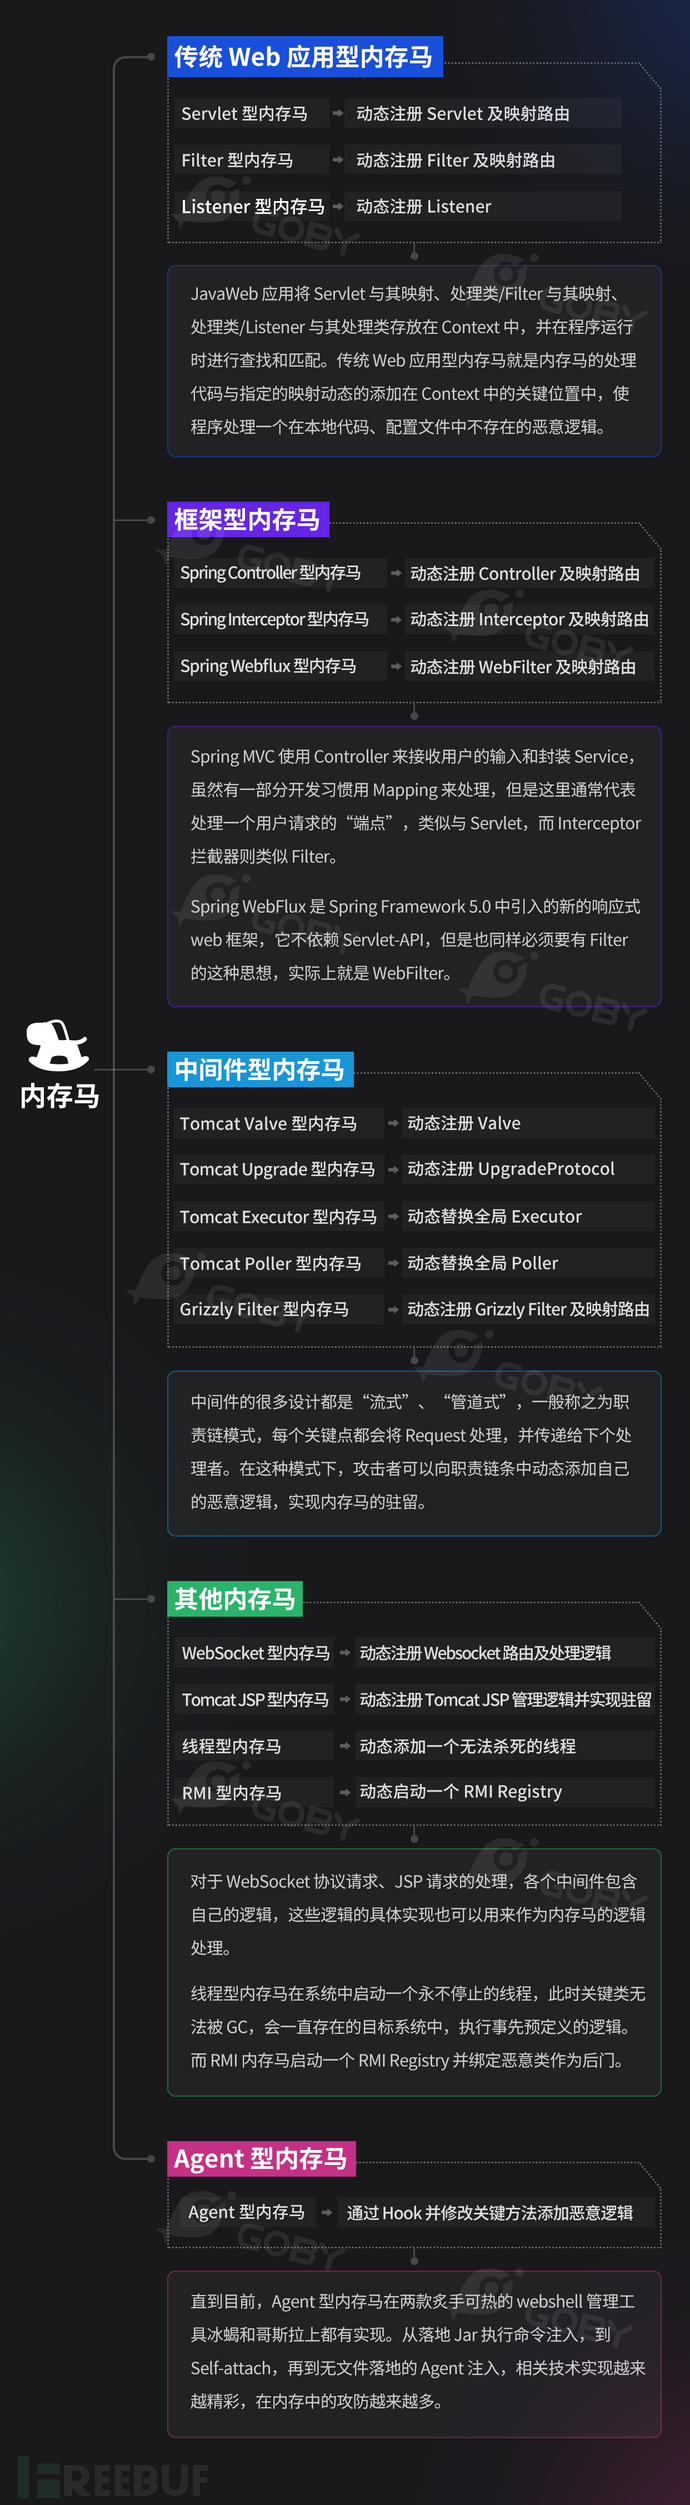 传统 Web 应用型内存马
Servlet 型内存马 动态注册 Servlet 及映射路由
Filter 型内存马 动态注册 Filter 及映射路由
Listener 型内存马 动态注册 Listener
GOBY
GOBY
JavaWeb 应用将 Servlet 与其映射、处理类/Filter 与其映射、
处理类/Listener 与其处理类存放在 Context 中，并在程序运行
时进行查找和匹配。传统 Web 应用型内存马就是内存马的处理
代码与指定的映射动态的添加在 Context 中的关键位置中，使
程序处理一个在本地代码、配置文件中不存在的恶意逻辑。
框架型内存马
GOBY
Spring Controller 型内存马 动态注册 Controller 及映射路由
Spring Interceptor 型内存马 动态注册 Interceptor 及映射路由
GOBY
Spring Webflux 型内存马 动态注册 WebFilter 及映射路由
Spring MVC 使用 Controller 来接收用户的输入和封装 Service，
虽然有一部分开发习惯用 Mapping 来处理，但是这里通常代表
处理一个用户请求的“端点”，类似与 Servlet，而 Interceptor
拦截器则类似 Filter。
Spring WebFlux 是 Spring Framework 5.0 中引入的新的响应式
GOBY
web 框架，它不依赖 Servlet-API，但是也同样必须要有 Filter
的这种思想，实际上就是 WebFilter。
GOBY
内存马
中间件型内存马
Tomcat Valve 型内存马 动态注册 Valve
Tomcat Upgrade 型内存马 动态注册 UpgradeProtocol
Tomcat Executor 型内存马 动态替换全局 Executor
Tomcat Poller 型内存马 动态替换全局 Poller
GOBY
Grizzly Filter 型内存马 动态注册 Grizzly Filter 及映射路由
GOBY
中间件的很多设计都是“流式”、“管道式”，一般称之为职
责链模式，每个关键点都会将 Request 处理，并传递给下个处
理者。在这种模式下，攻击者可以向职责链条中动态添加自己
的恶意逻辑，实现内存马的驻留。
其他内存马
WebSocket 型内存马 动态注册 Websocket 路由及处理逻辑
Tomcat JSP 型内存马 动态注册 Tomcat JSP 管理逻辑并实现驻留
线程型内存马 动态添加一个无法杀死的线程
RMI 型内存马 动态启动一个 RMI Registry
GOBY
对于 WebSocket 协议请求、JSP 请求的处理，各个中间件包含
GOBY
自己的逻辑，这些逻辑的具体实现也可以用来作为内存马的逻辑
处理。
线程型内存马在系统中启动一个永不停止的线程，此时关键类无
法被 GC，会一直存在的目标系统中，执行事先预定义的逻辑。
而 RMI 内存马启动一个 RMI Registry 并绑定恶意类作为后门。
Agent 型内存马
Agent 型内存马 通过 Hook 并修改关键方法添加恶意逻辑
GOBY
直到目前，Agent 型内存马在两款炙手可热的 webshell 管理工
GOBY
具冰蝎和哥斯拉上都有实现。从落地 Jar 执行命令注入，到
Self-attach，再到无文件落地的 Agent 注入，相关技术实现越来
越精彩，在内存中的攻防越来越多。
FREEBUF